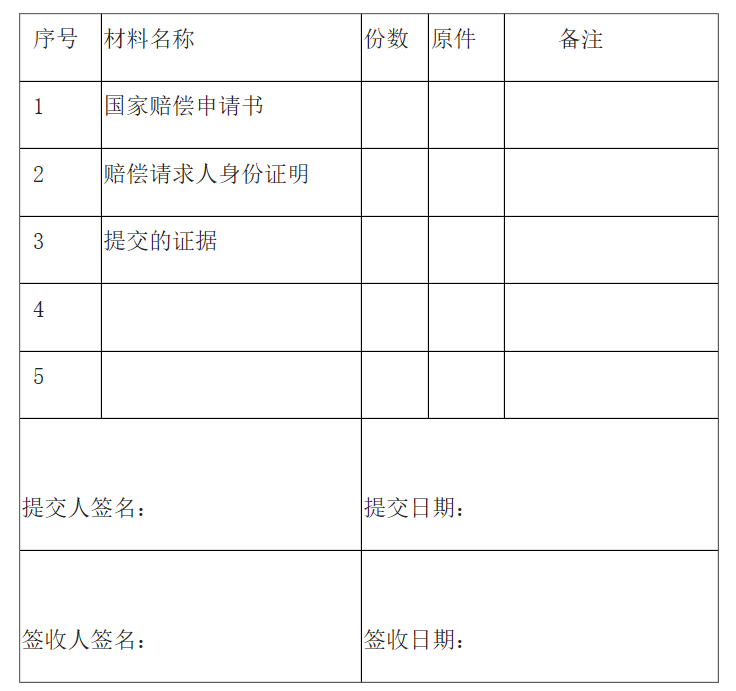 序号 材料名称 份数 原件 备注
1 国家赔偿申请书
2 赔偿请求人身份证明
3 提交的证据
4
5
提交人签名： 提交日期：
签收人签名： 签收日期：